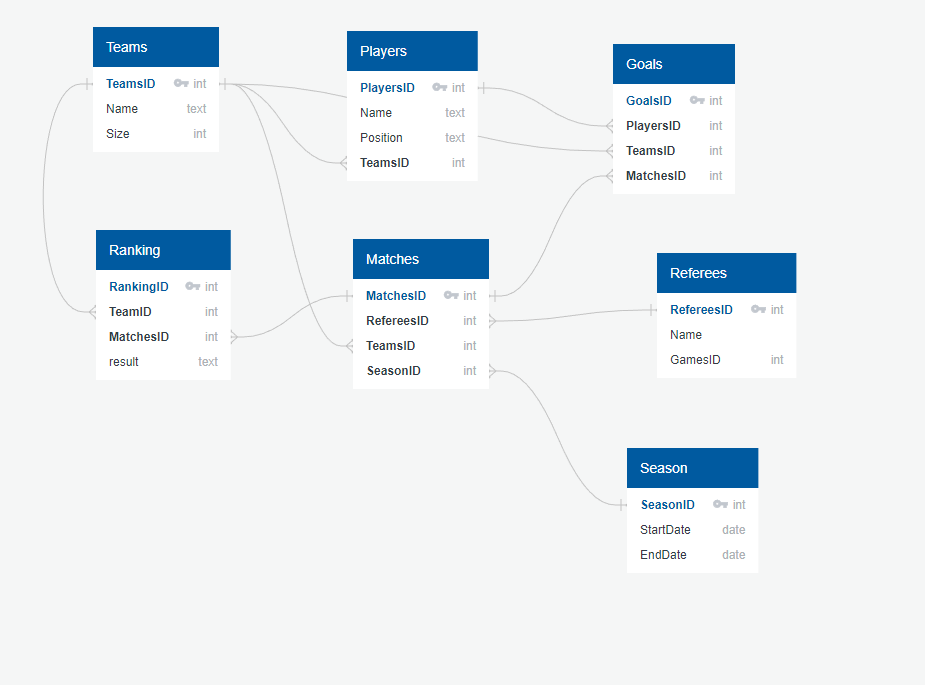 Teams
TeamsID int
Name text
Size int
Players
PlayersID int
Name text
Position text
TeamsID int
Goals
GoalsID int
PlayersID int
TeamsID int
MatchesID int
Ranking
RankingID int
TeamID int
MatchesID int
result text
Matches
MatchesID int
RefereesID int
TeamsID int
SeasonID int
Referees
RefereesID int
Name
GamesID int
Season
SeasonID int
StartDate date
EndDate date